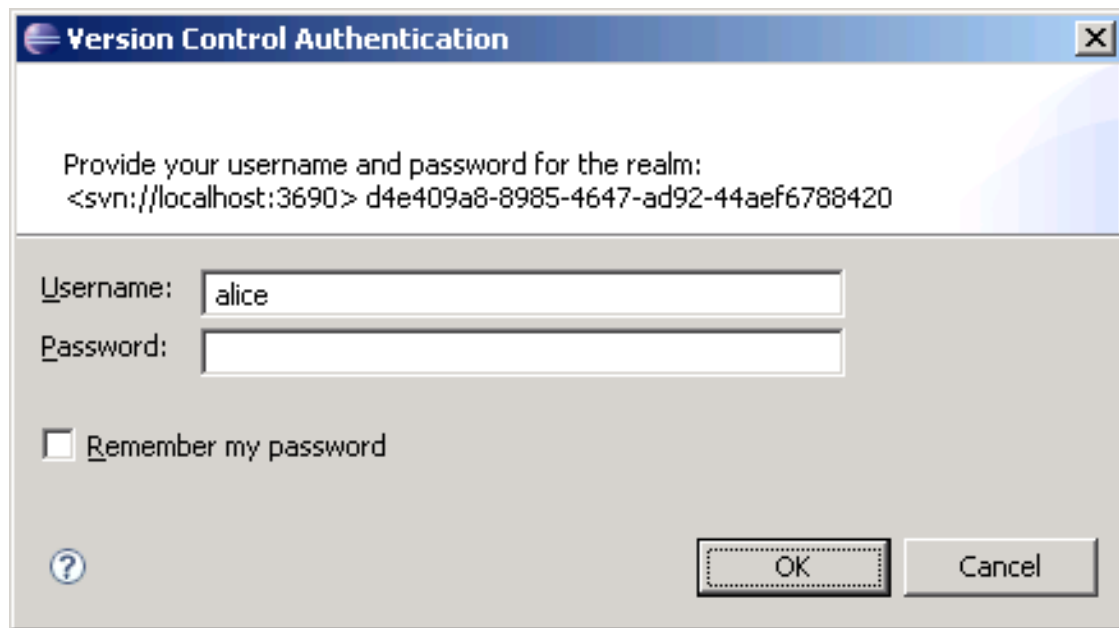 Version Control Authentication
Provide your username and password for the realm:
<svn://localhost:3690> d4e409a8-8985-4647-ad92-44aef6788420
Username: alice
Password:
Remember my password
OK Cancel